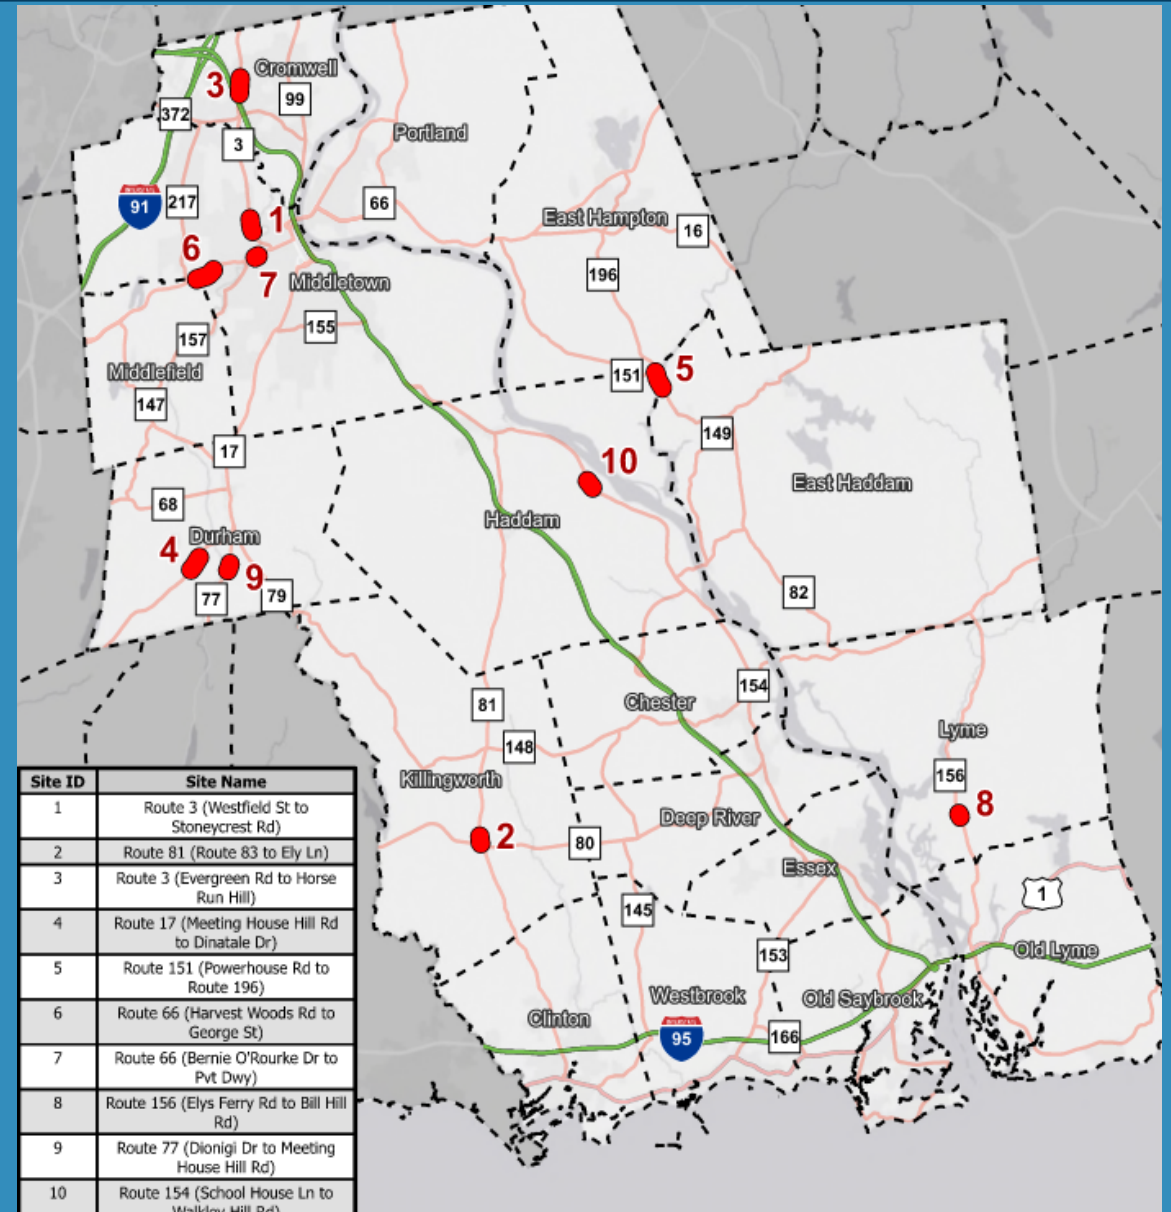 3
Cromwell
99
372
Portland
3
91
217
66
1
East Hampton
16
6
7
Middletown
196
155
157
Middlefield
151
5
147
149
17
10
East Haddam
68
Haddam
Durham
4
9
77
79
82
154
81
Chester
Lyme
148
156
Killingworth
8
Deep River
2
80
Essex
1
145
153
Old Lyme
Westbrook
Old Saybrook
Clinton
95
166
Site ID Site Name
1 Route 3 (Westfield St to
Stoneycrest Rd)
2 Route 81 (Route 83 to Ely Ln)
3 Route 3 (Evergreen Rd to Horse
Run Hill)
4 Route 17 (Meeting House Hill Rd
to Dinatale Dr)
5 Route 151 (Powerhouse Rd to
Route 196)
6 Route 66 (Harvest Woods Rd to
George St)
7 Route 66 (Bernie O'Rourke Dr to
Pvt Dwy)
8 Route 156 (Elys Ferry Rd to Bill Hill
Rd)
9 Route 77 (Dionigi Dr to Meeting
House Hill Rd)
10 Route 154 (School House Ln to
Walkley Hill Rd)